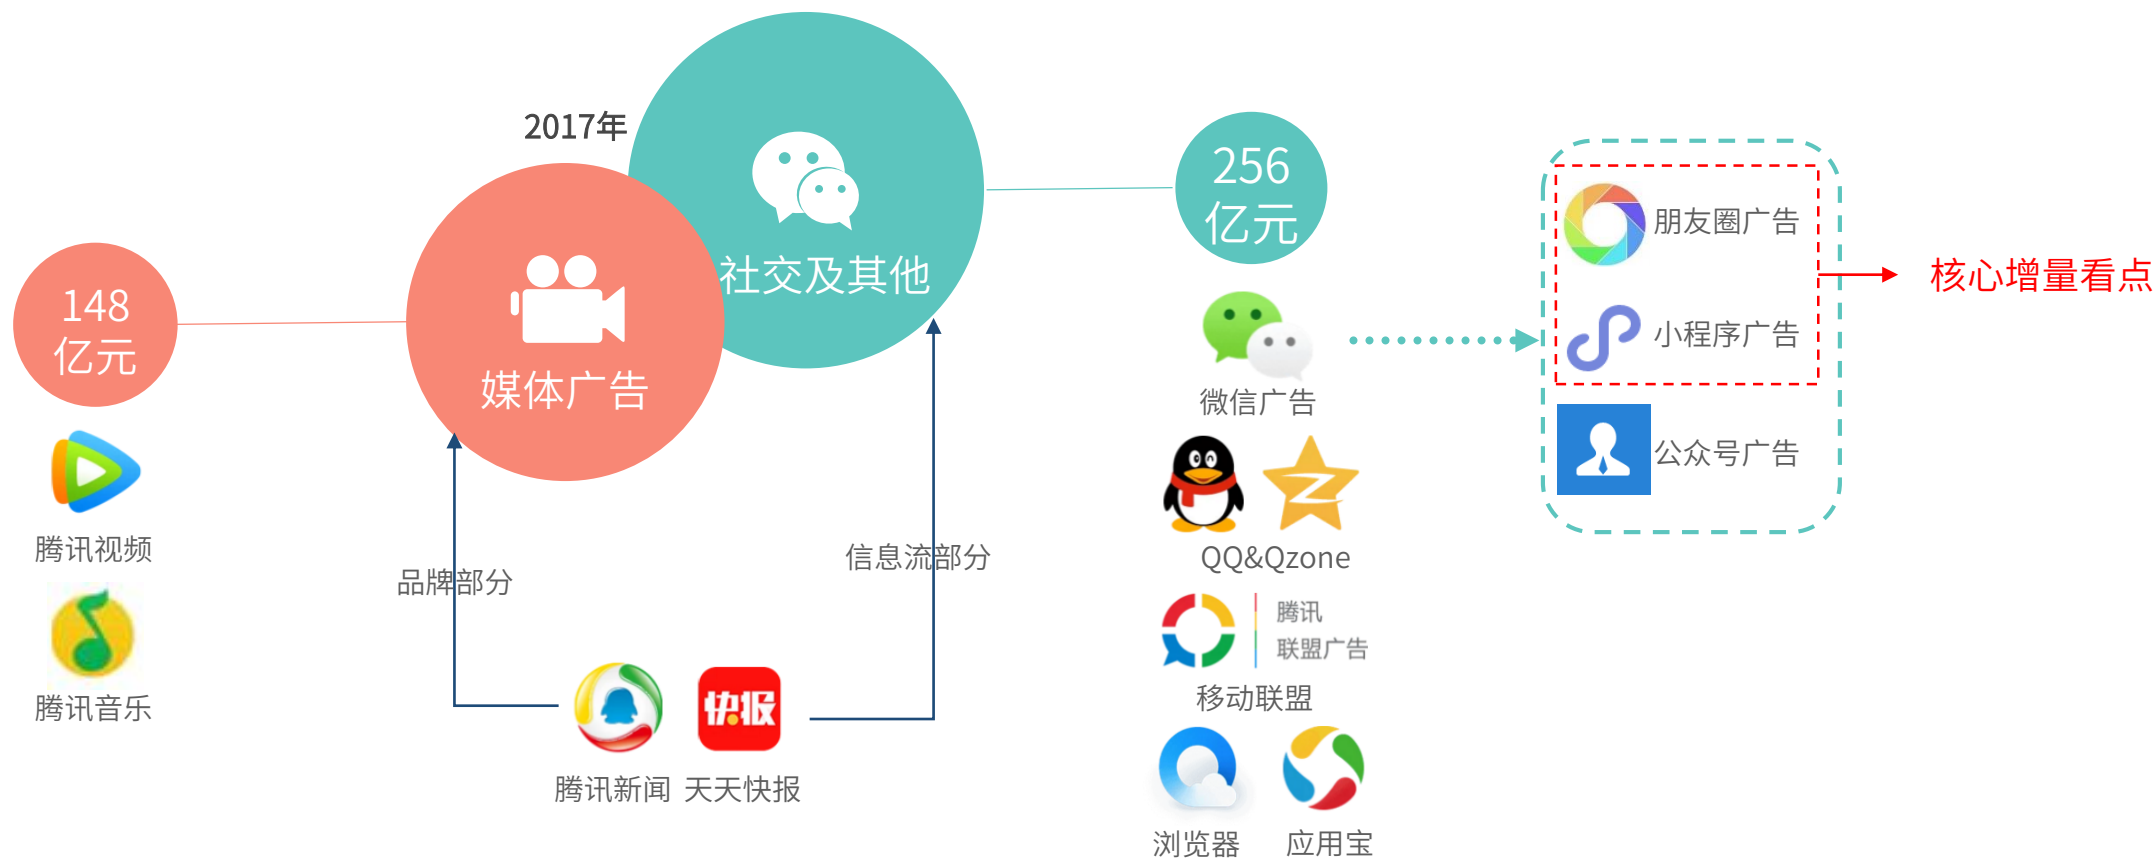 2017年
148
亿元
腾讯视频
腾讯音乐
媒体广告
社交及其他
品牌部分
信息流部分
快报
腾讯新闻
天天快报
256
亿元
微信广告
QQ&Qzone
腾讯
联盟广告
移动联盟
浏览器
应用宝
朋友圈广告
小程序广告
公众号广告
核心增量看点